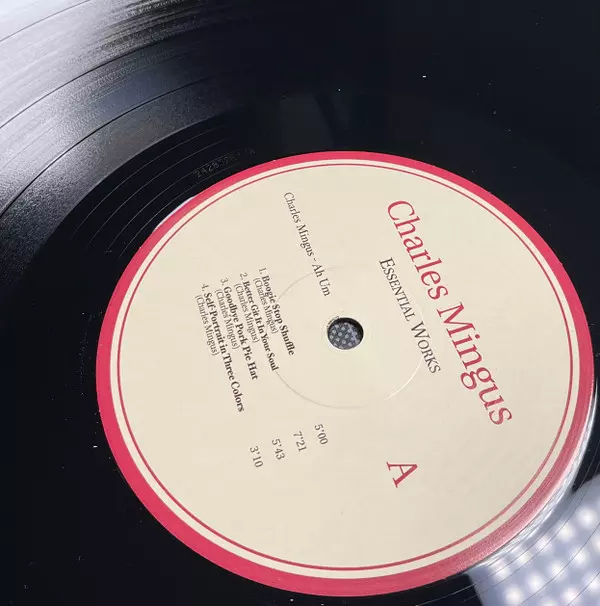 Charles Mingus
ESSENTIAL WORKS
A
Charles Mingus - Ah Um
1. Boogie Stop Shuffle 5'00
(Charles Mingus)
2. Better Git It In Your Soul 7'21
(Charles Mingus)
3. Goodbye Pork Pie Hat 5'43
(Charles Mingus)
4. Self-Portrait in Three Colors 3'10
(Charles Mingus)